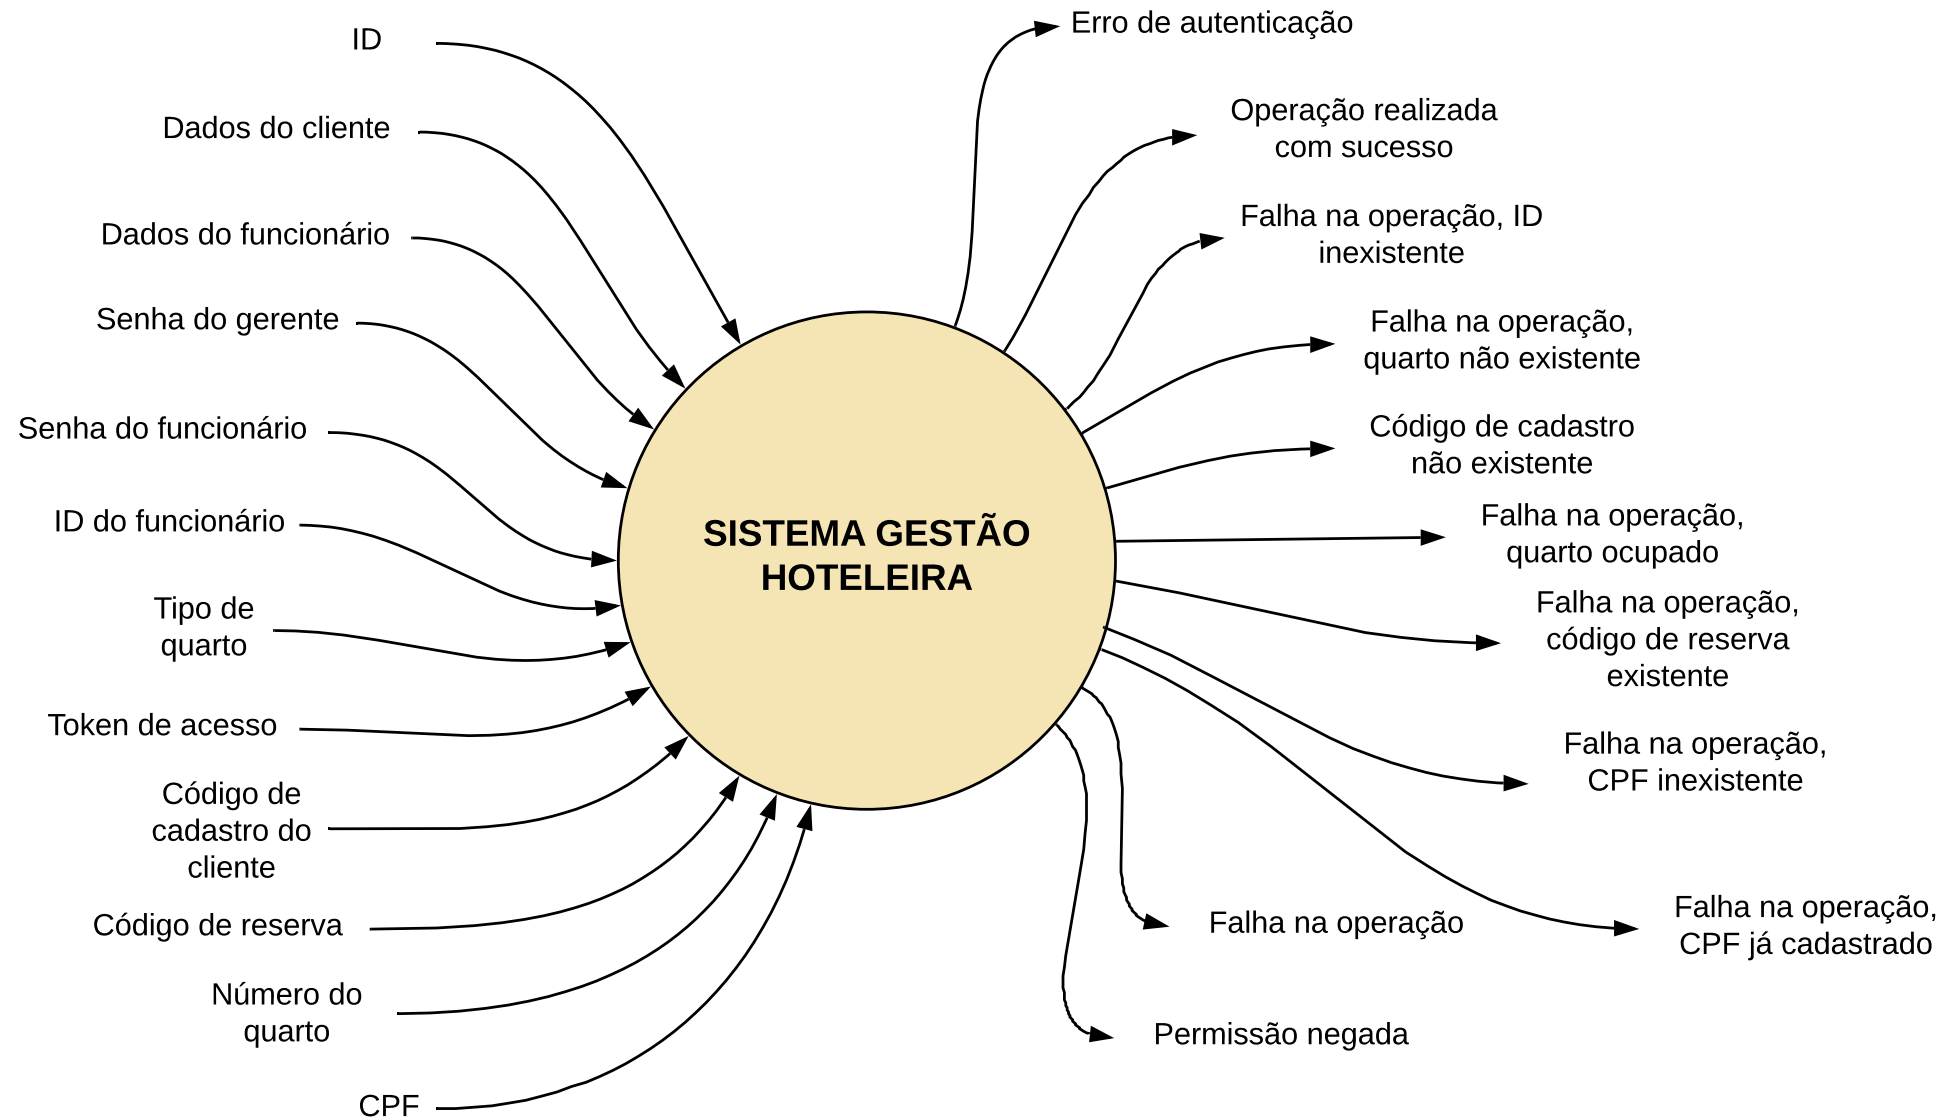 ID
Dados do cliente
Dados do funcionário
Senha do gerente
Senha do funcionário
ID do funcionário
Tipo de
quarto
Token de acesso
Código de
cadastro do
cliente
Código de reserva
Número do
quarto
CPF
SISTEMA GESTÃO
HOTELEIRA
Erro de autenticação
Operação realizada
com sucesso
Falha na operação, ID
inexistente
Falha na operação,
quarto não existente
Código de cadastro
não existente
Falha na operação,
quarto ocupado
Falha na operação,
código de reserva
existente
Falha na operação,
CPF inexistente
Falha na operação,
CPF já cadastrado
Falha na operação
Permissão negada